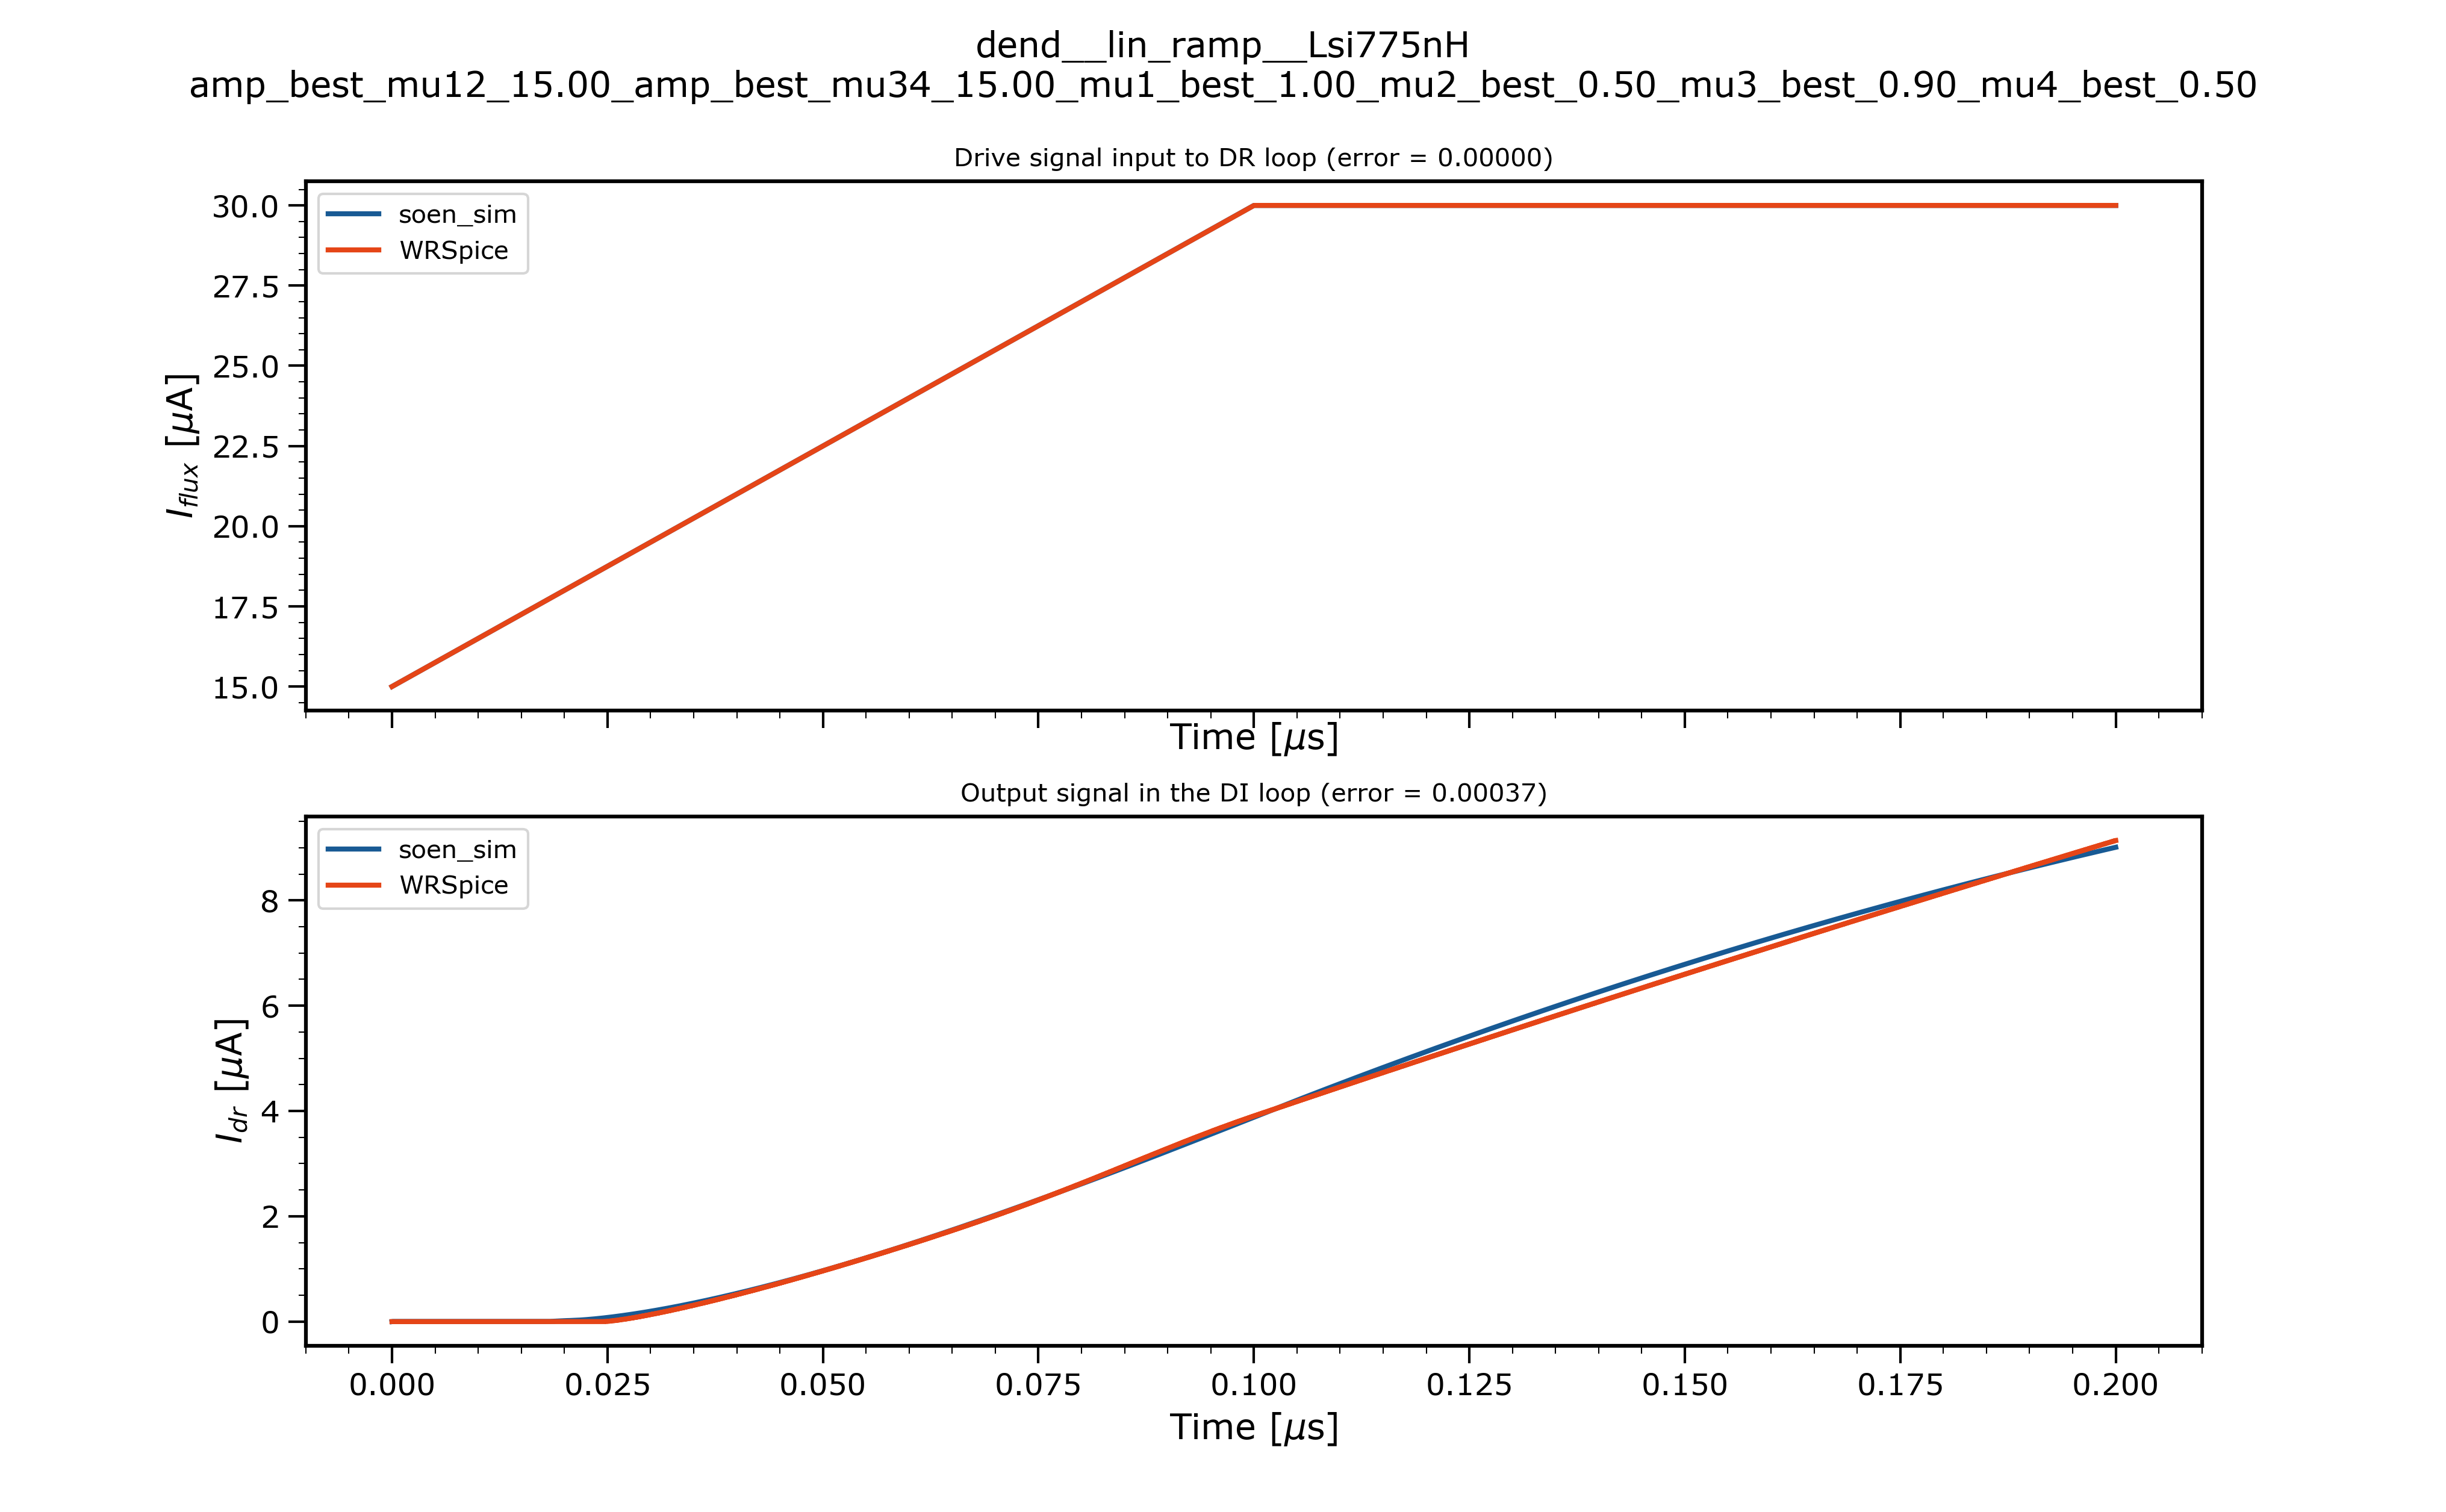 dend__lin_ramp__Lsi775nH
amp_best_mu12_15.00_amp_best_mu34_15.00_mu1_best_1.00_mu2_best_0.50_mu3_best_0.90_mu4_best_0.50
Drive signal input to DR loop (error = 0.00000)
soen_sim
WRSpice
30.0
27.5
25.0
22.5
20.0
17.5
15.0
I_flux [μA]
Time [μs]
Output signal in the DI loop (error = 0.00037)
soen_sim
WRSpice
8
6
4
2
0
I_dr [μA]
0.000 0.025 0.050 0.075 0.100 0.125 0.150 0.175 0.200
Time [μs]